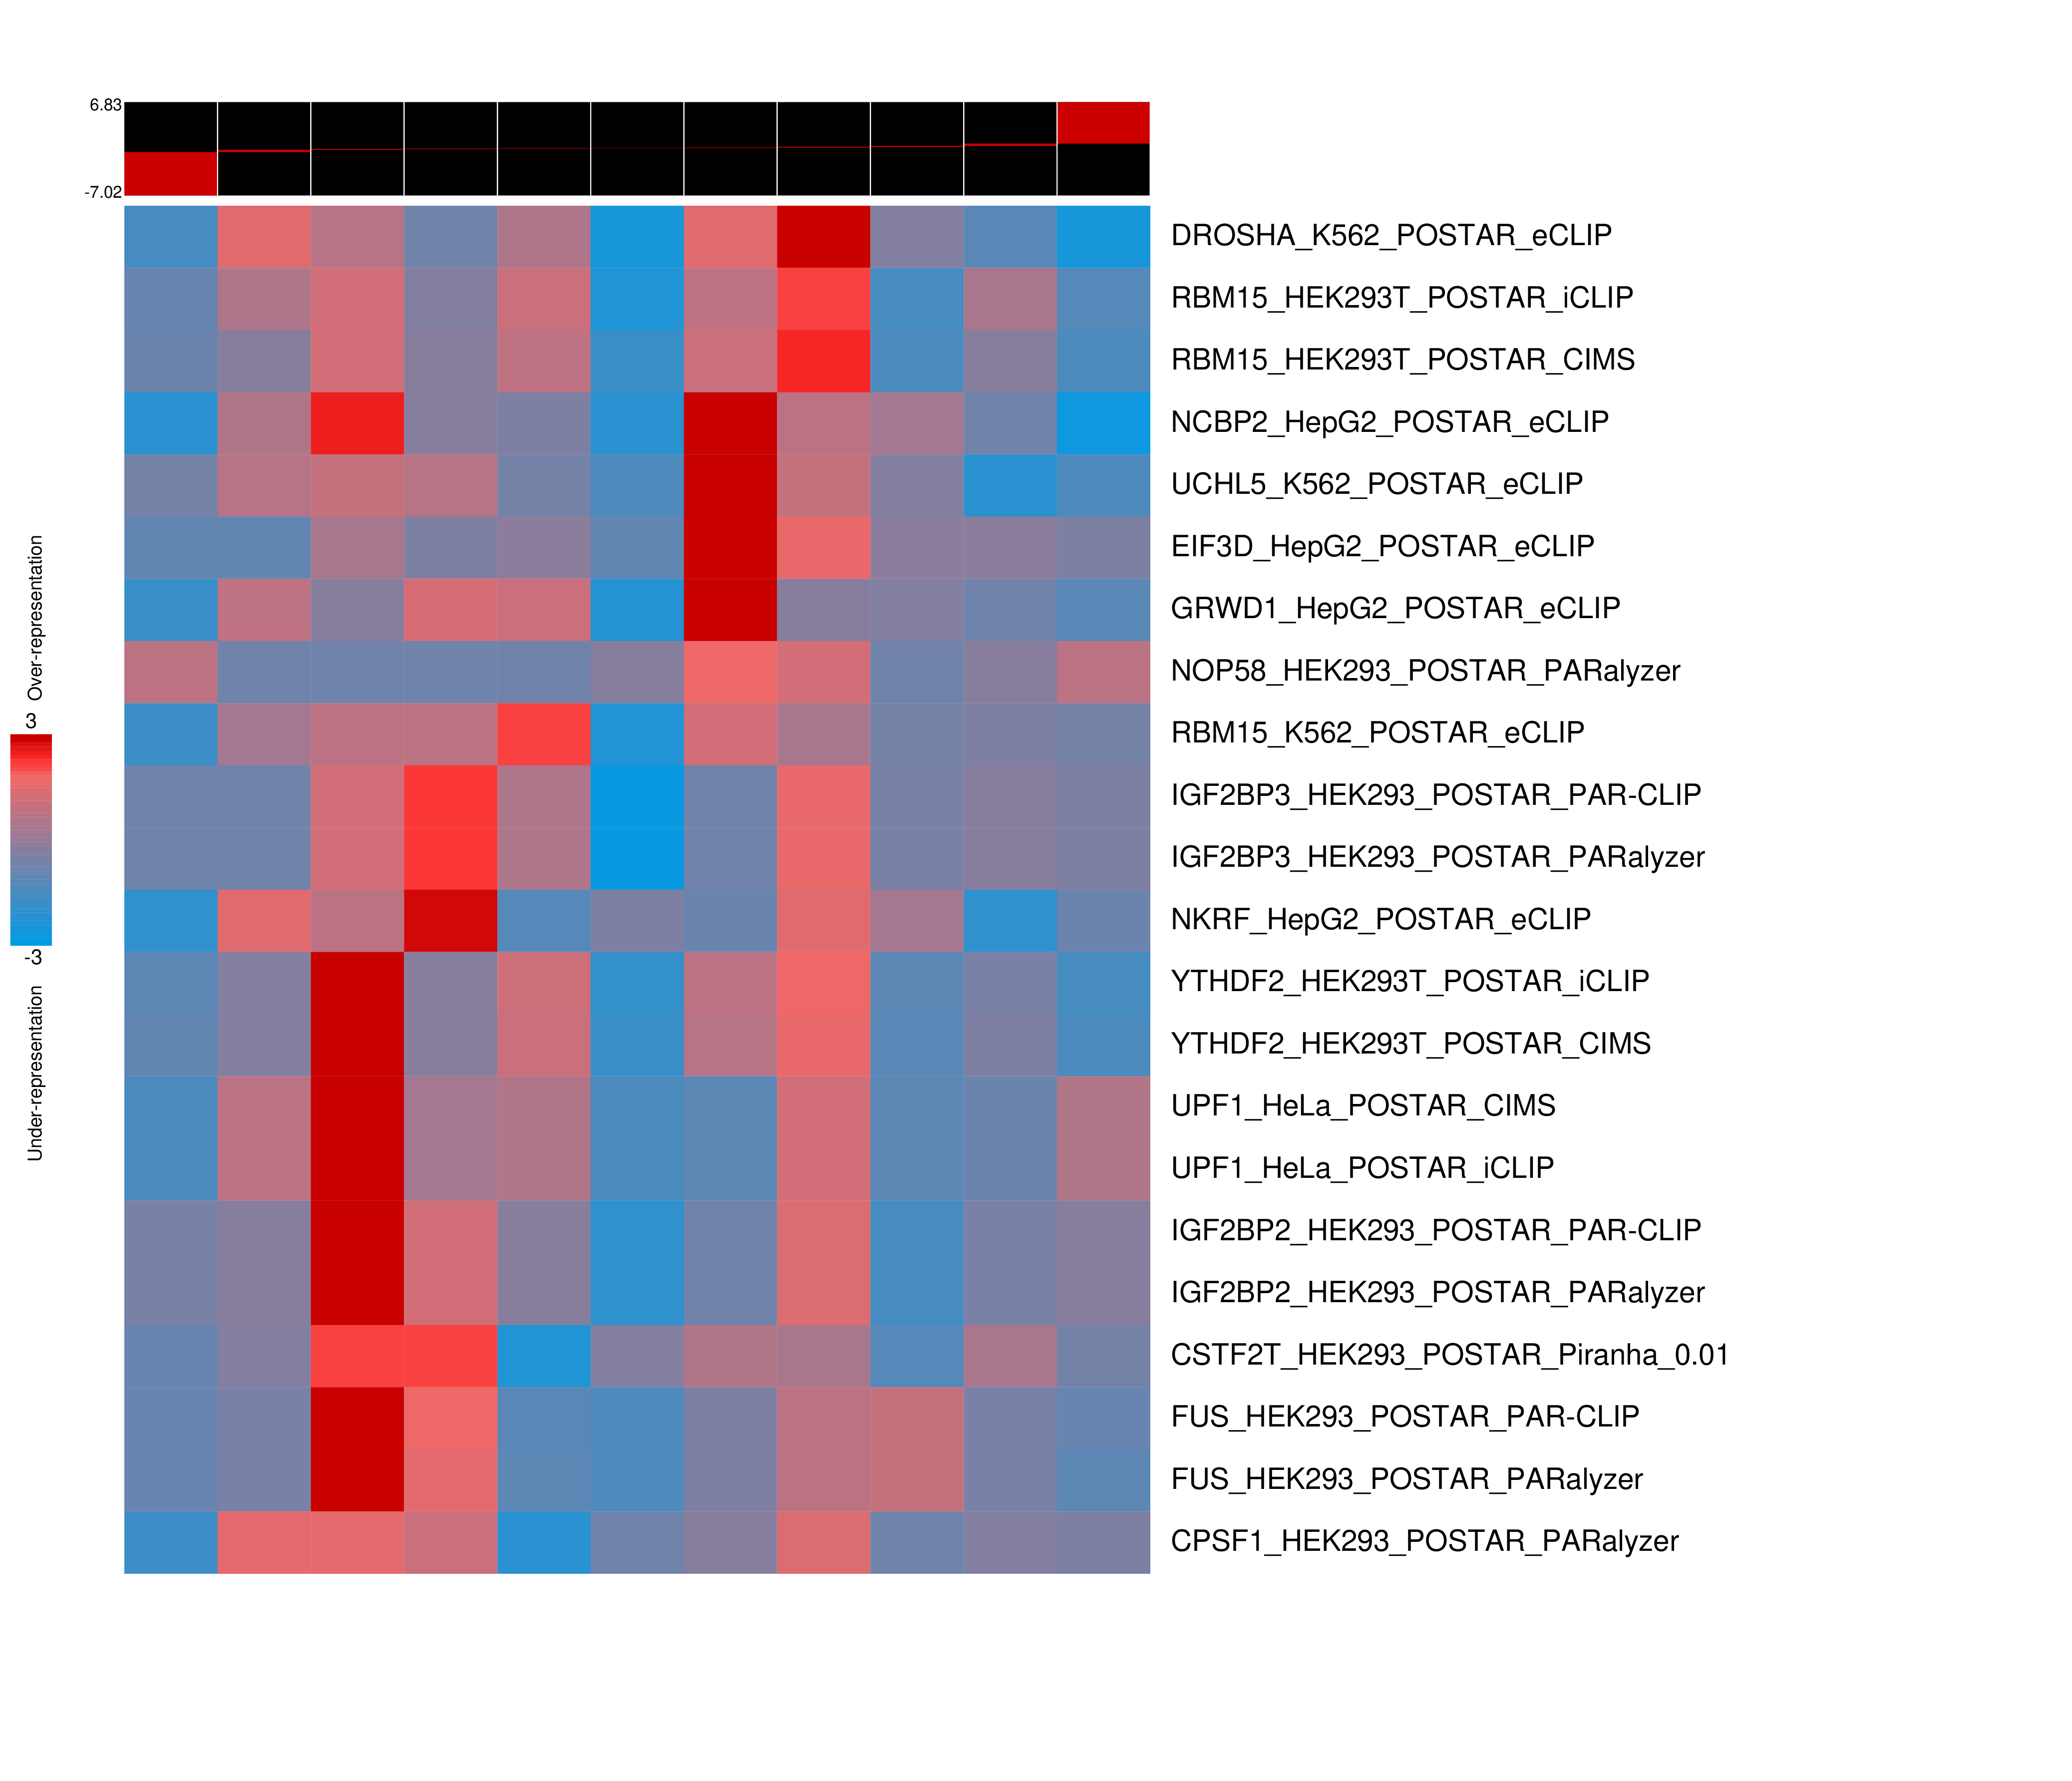 6.83
-7.02
DROSHA_K562_POSTAR_eCLIP
RBM15_HEK293T_POSTAR_iCLIP
RBM15_HEK293T_POSTAR_CIMS
NCBP2_HepG2_POSTAR_eCLIP
UCHL5_K562_POSTAR_eCLIP
EIF3D_HepG2_POSTAR_eCLIP
GRWD1_HepG2_POSTAR_eCLIP
NOP58_HEK293_POSTAR_PARalyzer
RBM15_K562_POSTAR_eCLIP
IGF2BP3_HEK293_POSTAR_PAR-CLIP
IGF2BP3_HEK293_POSTAR_PARalyzer
NKRF_HepG2_POSTAR_eCLIP
YTHDF2_HEK293T_POSTAR_iCLIP
YTHDF2_HEK293T_POSTAR_CIMS
UPF1_HeLa_POSTAR_CIMS
UPF1_HeLa_POSTAR_iCLIP
IGF2BP2_HEK293_POSTAR_PAR-CLIP
IGF2BP2_HEK293_POSTAR_PARalyzer
CSTF2T_HEK293_POSTAR_Piranha_0.01
FUS_HEK293_POSTAR_PAR-CLIP
FUS_HEK293_POSTAR_PARalyzer
CPSF1_HEK293_POSTAR_PARalyzer
Over-representation
3
-3
Under-representation